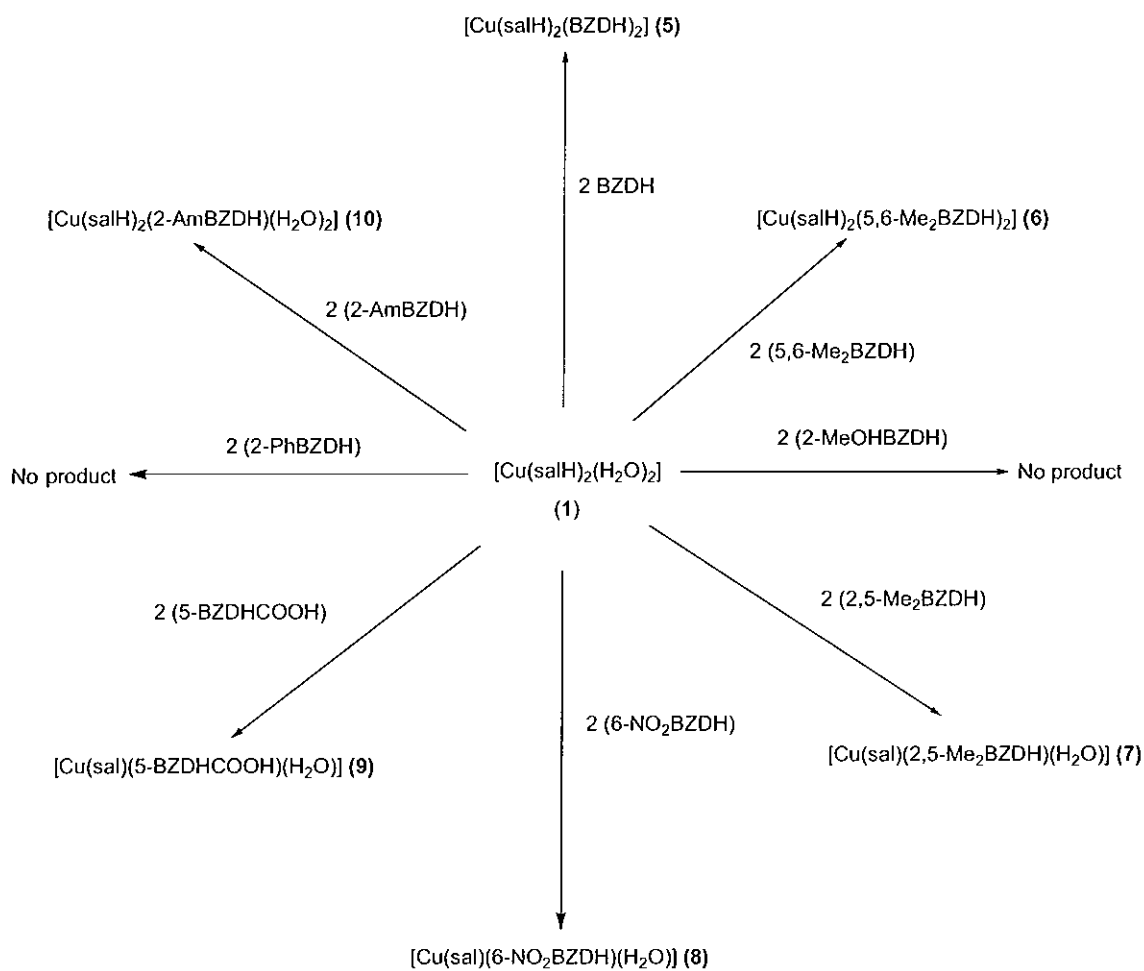 [Cu(salH)₂(BZDH)₂] (5)
2 BZDH
[Cu(salH)₂(2-AmBZDH)(H₂O)₂] (10)
[Cu(salH)₂(5,6-Me₂BZDH)₂] (6)
2 (2-AmBZDH)
2 (5,6-Me₂BZDH)
2 (2-PhBZDH)
2 (2-MeOHBZDH)
No product
[Cu(salH)₂(H₂O)₂]
No product
(1)
2 (5-BZDHCOOH)
2 (2,5-Me₂BZDH)
2 (6-NO₂BZDH)
[Cu(sal)(5-BZDHCOOH)(H₂O)] (9)
[Cu(sal)(2,5-Me₂BZDH)(H₂O)] (7)
[Cu(sal)(6-NO₂BZDH)(H₂O)] (8)